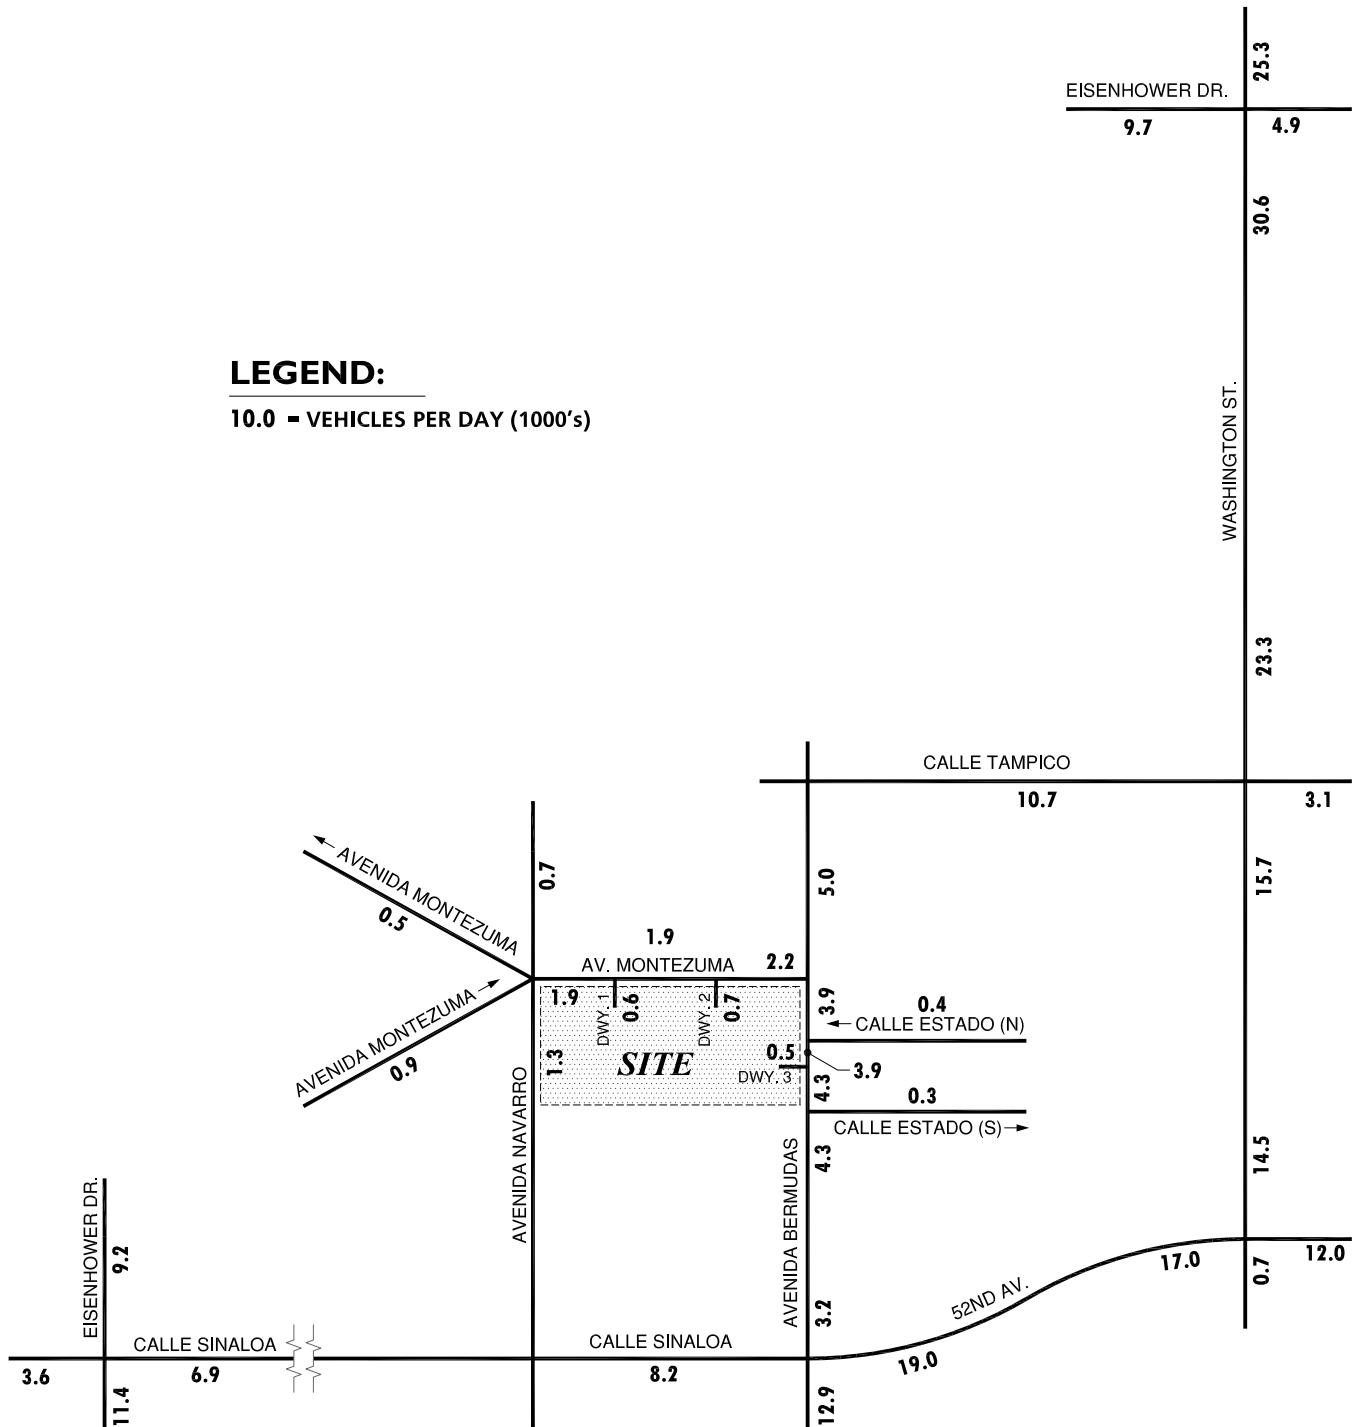 25.3
EISENHOWER DR.
9.7
4.9
30.6
LEGEND:
10.0 = VEHICLES PER DAY (1000's)
WASHINGTON ST.
23.3
CALLE TAMPICO
10.7
3.1
AVENIDA MONTEZUMA
0.5
0.7
5.0
15.7
1.9
AV. MONTEZUMA
2.2
AVENIDA MONTEZUMA
0.9
1.9
DWY. 1
0.6
DWY. 2
0.7
3.9
0.4
CALLE ESTADO (N)
1.3
SITE
0.5
DWY. 3
3.9
4.3
0.3
CALLE ESTADO (S)
AVENIDA NAVARRO
4.3
AVENIDA BERMUDAS
14.5
EISENHOWER DR.
9.2
3.2
52ND AV.
17.0
12.0
0.7
CALLE SINALOA
CALLE SINALOA
3.6
6.9
8.2
19.0
11.4
12.9